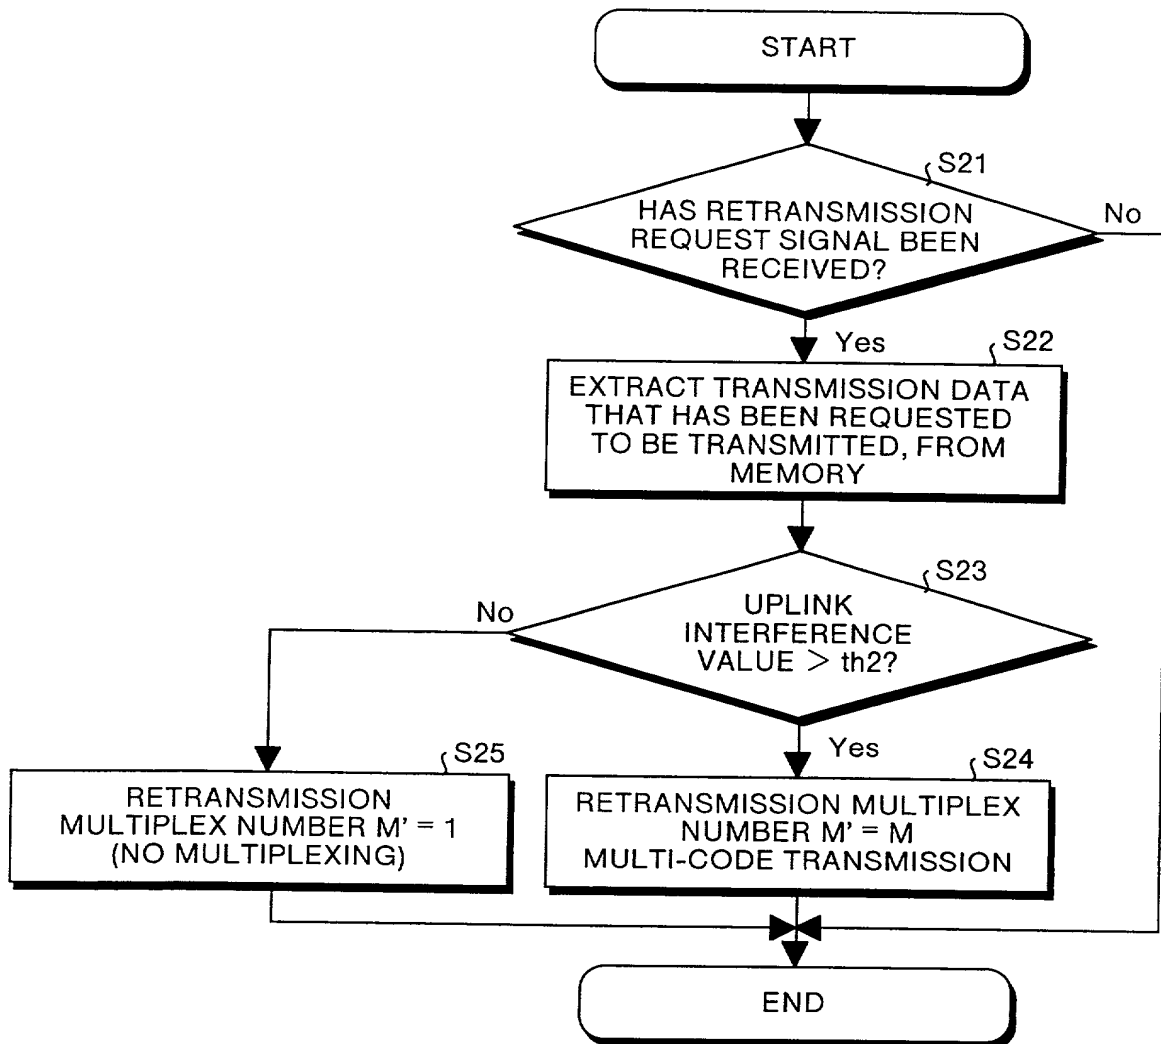 START
S21
HAS RETRANSMISSION
REQUEST SIGNAL BEEN
RECEIVED?
No
Yes
S22
EXTRACT TRANSMISSION DATA
THAT HAS BEEN REQUESTED
TO BE TRANSMITTED, FROM
MEMORY
S23
UPLINK
INTERFERENCE
VALUE > th2?
No
Yes
S25
RETRANSMISSION
MULTIPLEX NUMBER M' = 1
(NO MULTIPLEXING)
S24
RETRANSMISSION MULTIPLEX
NUMBER M' = M
MULTI-CODE TRANSMISSION
END